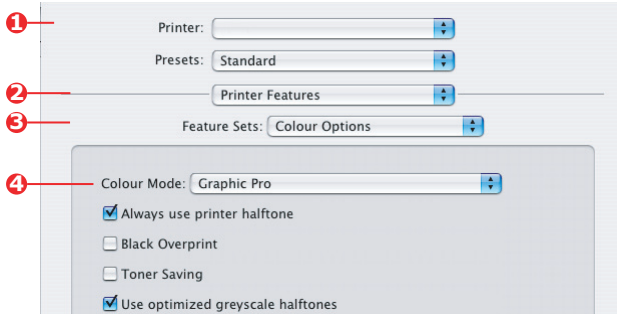 1 Printer:
Presets: Standard
2 Printer Features
3 Feature Sets: Colour Options
4 Colour Mode: Graphic Pro
Always use printer halftone
Black Overprint
Toner Saving
Use optimized greyscale halftones